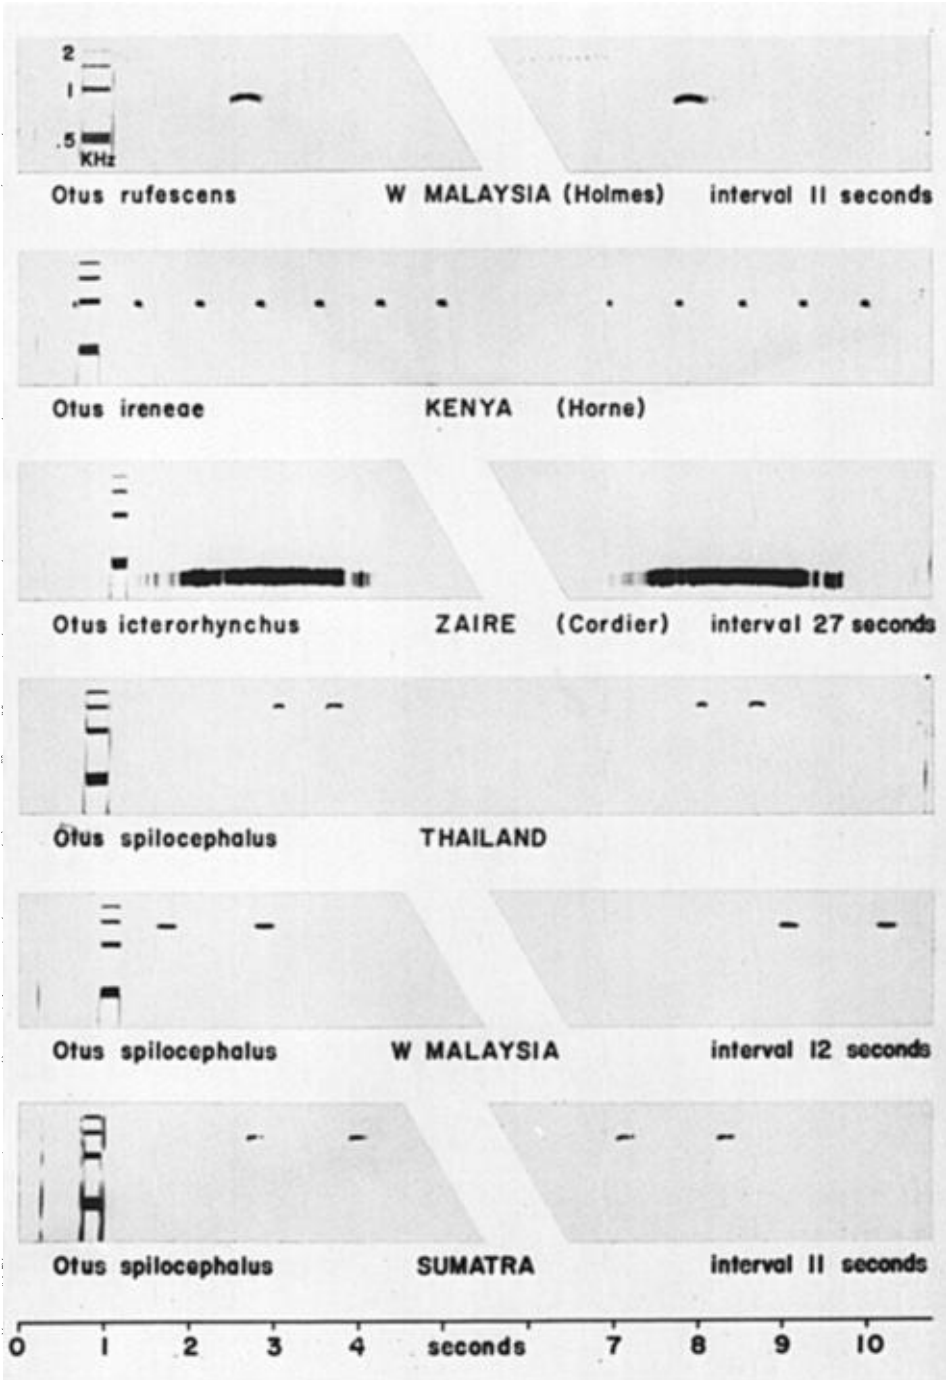 2
1
.5
KHz
Otus rufescens W MALAYSIA (Holmes) interval 11 seconds
Otus ireneae KENYA (Horne)
Otus icterorhynchus ZAIRE (Cordier) interval 27 seconds
Otus spilocephalus THAILAND
Otus spilocephalus W MALAYSIA interval 12 seconds
Otus spilocephalus SUMATRA interval 11 seconds
0 1 2 3 4 seconds 7 8 9 10